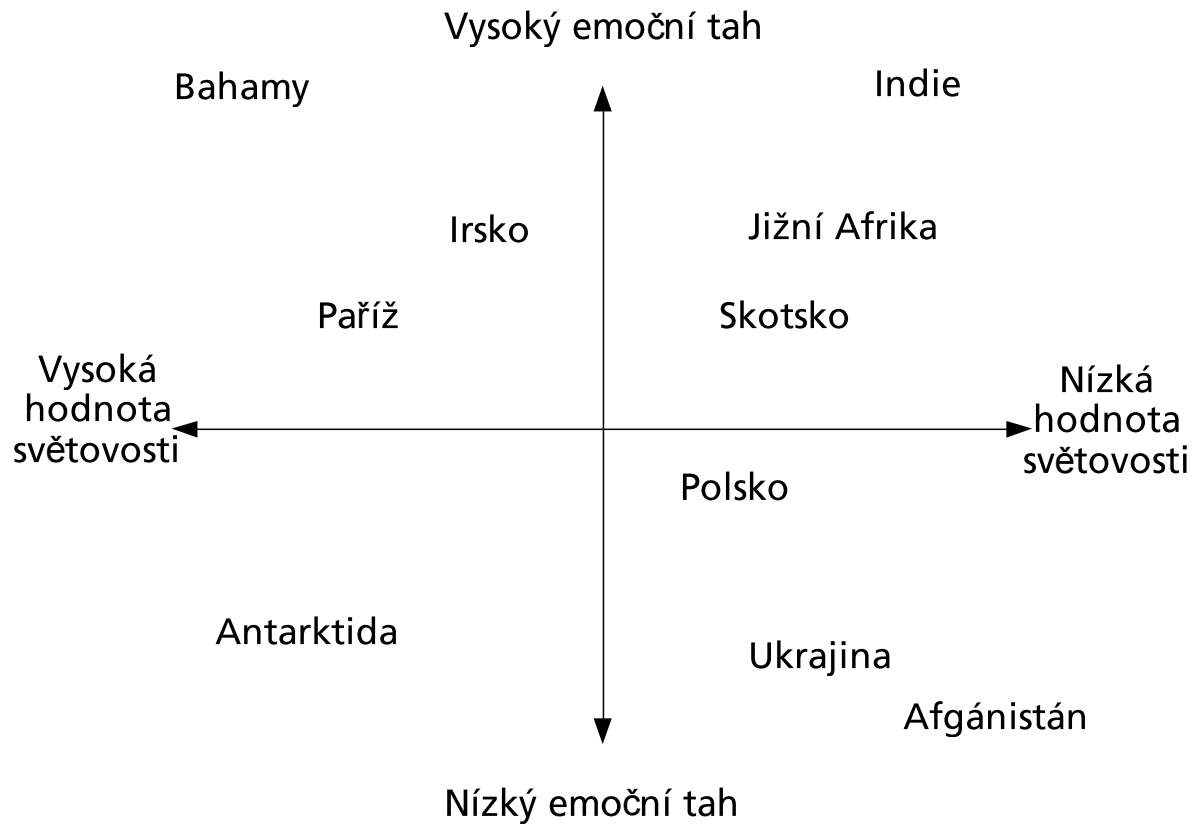 Vysoký emoční tah
Bahamy
Indie
Irsko
Jižní Afrika
Paříž
Skotsko
Vysoká
hodnota
světovosti
Nízká
hodnota
světovosti
Polsko
Antarktida
Ukrajina
Afgánistán
Nízký emoční tah